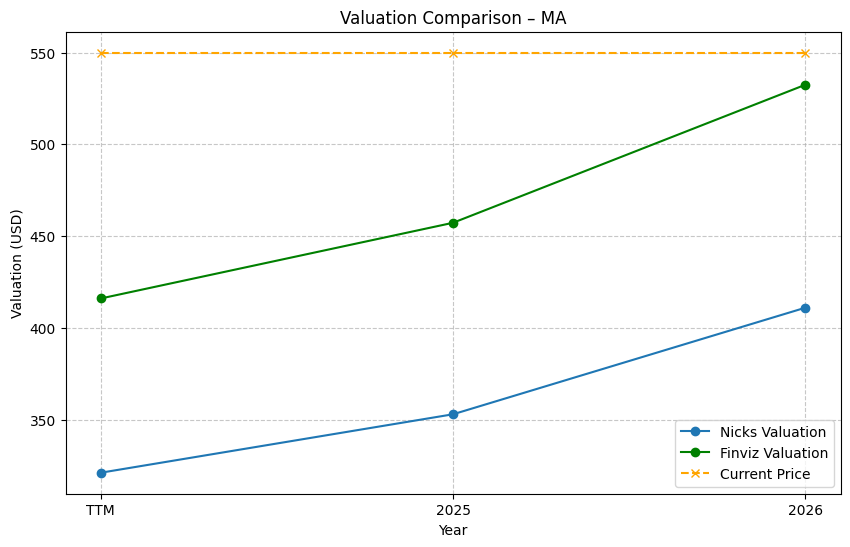 Valuation Comparison – MA
Valuation (USD)
550
500
450
400
350
TTM
2025
2026
Year
Nicks Valuation
Finviz Valuation
Current Price